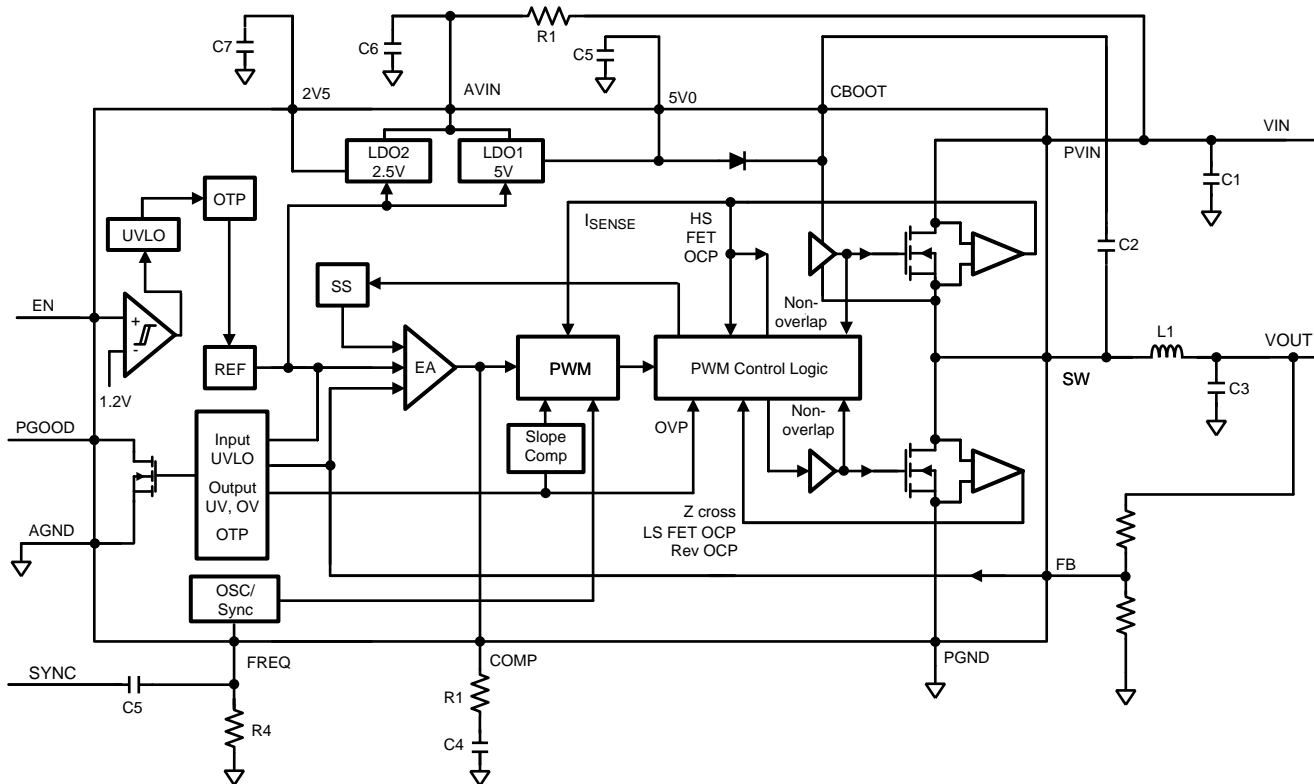 C7
C6
R1
C5
2V5
AVIN
5V0
CBOOT
VIN
PVIN
LDO2
2.5V
LDO1
5V
C1
OTP
UVLO
ISENSE
HS
FET
OCP
C2
SS
EN
+
-
1.2V
Non-
overlap
L1
VOUT
REF
EA
PWM
PWM Control Logic
SW
C3
PGOOD
Input
UVLO
Output
UV, OV
OTP
Slope
Comp
OVP
Non-
overlap
AGND
Z cross
LS FET OCP
Rev OCP
FB
OSC/
Sync
FREQ
COMP
PGND
SYNC
C5
R4
R1
C4